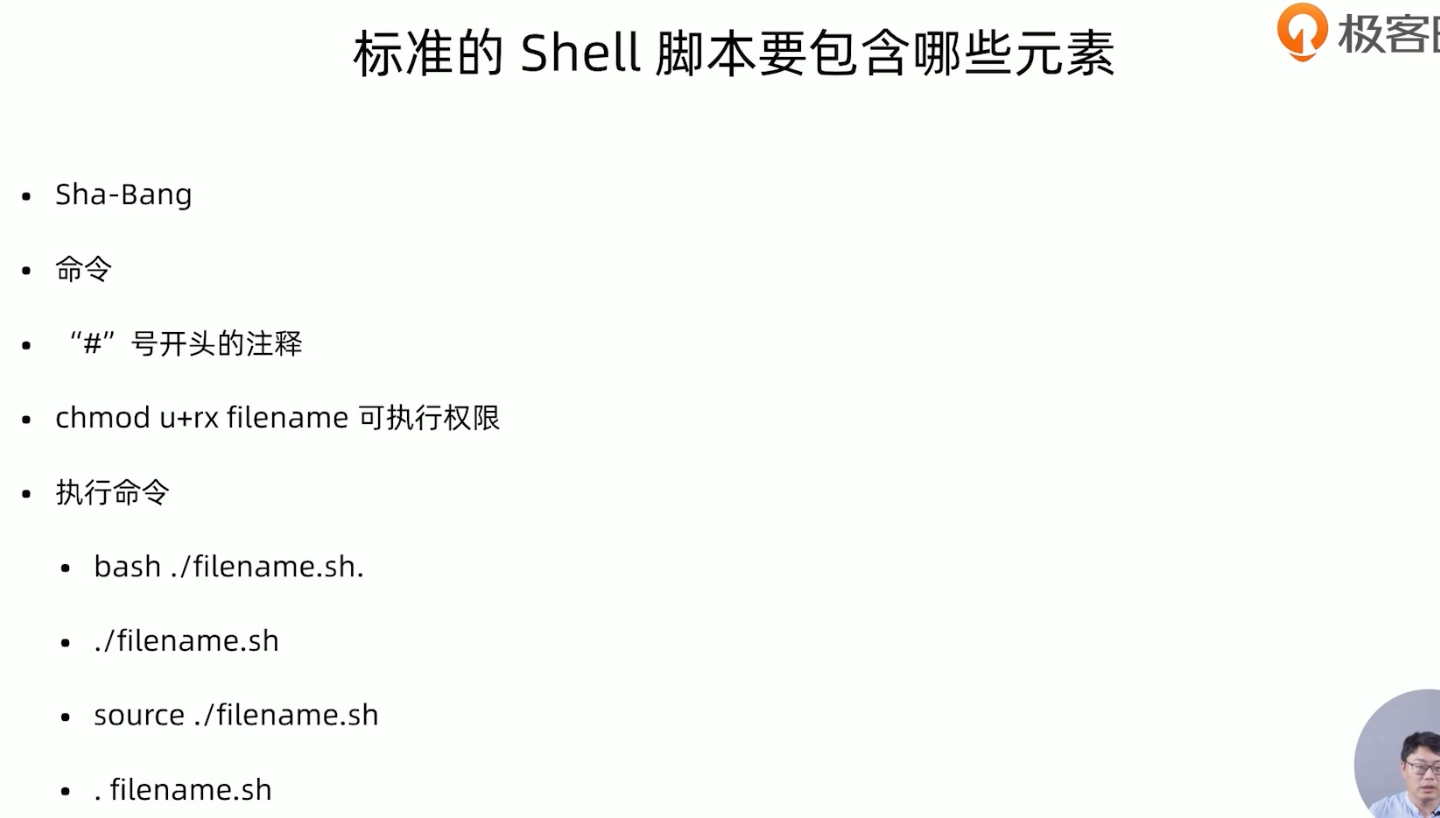 标准的 Shell 脚本要包含哪些元素
极客
• Sha-Bang
• 命令
• “#”号开头的注释
• chmod u+rx filename 可执行权限
• 执行命令
• bash ./filename.sh.
• ./filename.sh
• source ./filename.sh
• . filename.sh